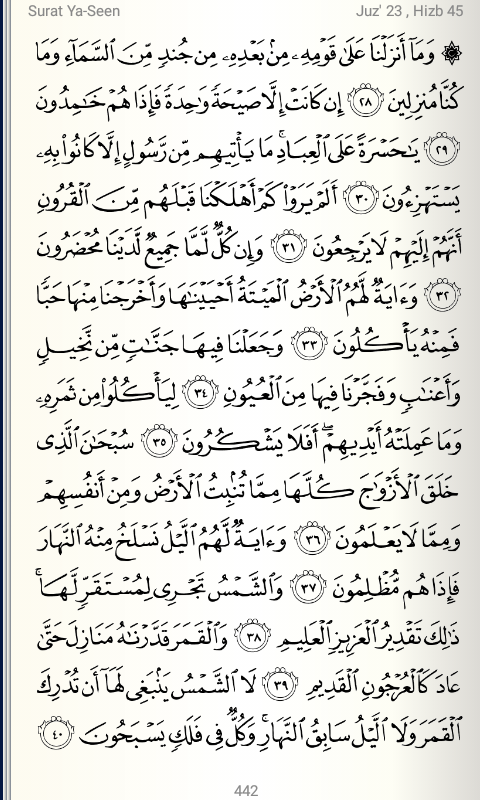 Surat Ya-Seen
Juz' 23 , Hizb 45
۞ وَمَآ أَنزَلْنَا عَلَىٰ قَوْمِهِۦ مِنۢ بَعْدِهِۦ مِن جُندٍ مِّنَ ٱلسَّمَآءِ وَمَا
كُنَّا مُنزِلِينَ ٢٨ إِن كَانَتْ إِلَّا صَيْحَةً وَٰحِدَةً فَإِذَا هُمْ خَـٰمِدُونَ
٢٩ يَـٰحَسْرَةً عَلَى ٱلْعِبَادِ ۚ مَا يَأْتِيهِم مِّن رَّسُولٍ إِلَّا كَانُوا۟ بِهِۦ
يَسْتَهْزِءُونَ ٣٠ أَلَمْ يَرَوْا۟ كَمْ أَهْلَكْنَا قَبْلَهُم مِّنَ ٱلْقُرُونِ
أَنَّهُمْ إِلَيْهِمْ لَا يَرْجِعُونَ ٣١ وَإِن كُلٌّ لَّمَّا جَمِيعٌ لَّدَيْنَا مُحْضَرُونَ
٣٢ وَءَايَةٌ لَّهُمُ ٱلْأَرْضُ ٱلْمَيْتَةُ أَحْيَيْنَـٰهَا وَأَخْرَجْنَا مِنْهَا حَبًّا
فَمِنْهُ يَأْكُلُونَ ٣٣ وَجَعَلْنَا فِيهَا جَنَّـٰتٍ مِّن نَّخِيلٍ
وَأَعْنَـٰبٍ وَفَجَّرْنَا فِيهَا مِنَ ٱلْعُيُونِ ٣٤ لِيَأْكُلُوا۟ مِن ثَمَرِهِۦ
وَمَا عَمِلَتْهُ أَيْدِيهِمْ ۖ أَفَلَا يَشْكُرُونَ ٣٥ سُبْحَـٰنَ ٱلَّذِى
خَلَقَ ٱلْأَزْوَٰجَ كُلَّهَا مِمَّا تُنۢبِتُ ٱلْأَرْضُ وَمِنْ أَنفُسِهِمْ
وَمِمَّا لَا يَعْلَمُونَ ٣٦ وَءَايَةٌ لَّهُمُ ٱلَّيْلُ نَسْلَخُ مِنْهُ ٱلنَّهَارَ
فَإِذَا هُم مُّظْلِمُونَ ٣٧ وَٱلشَّمْسُ تَجْرِى لِمُسْتَقَرٍّ لَّهَا ۚ
ذَٰلِكَ تَقْدِيرُ ٱلْعَزِيزِ ٱلْعَلِيمِ ٣٨ وَٱلْقَمَرَ قَدَّرْنَـٰهُ مَنَازِلَ حَتَّىٰ
عَادَ كَٱلْعُرْجُونِ ٱلْقَدِيمِ ٣٩ لَا ٱلشَّمْسُ يَنۢبَغِى لَهَآ أَن تُدْرِكَ
ٱلْقَمَرَ وَلَا ٱلَّيْلُ سَابِقُ ٱلنَّهَارِ ۚ وَكُلٌّ فِى فَلَكٍ يَسْبَحُونَ ٤٠
442